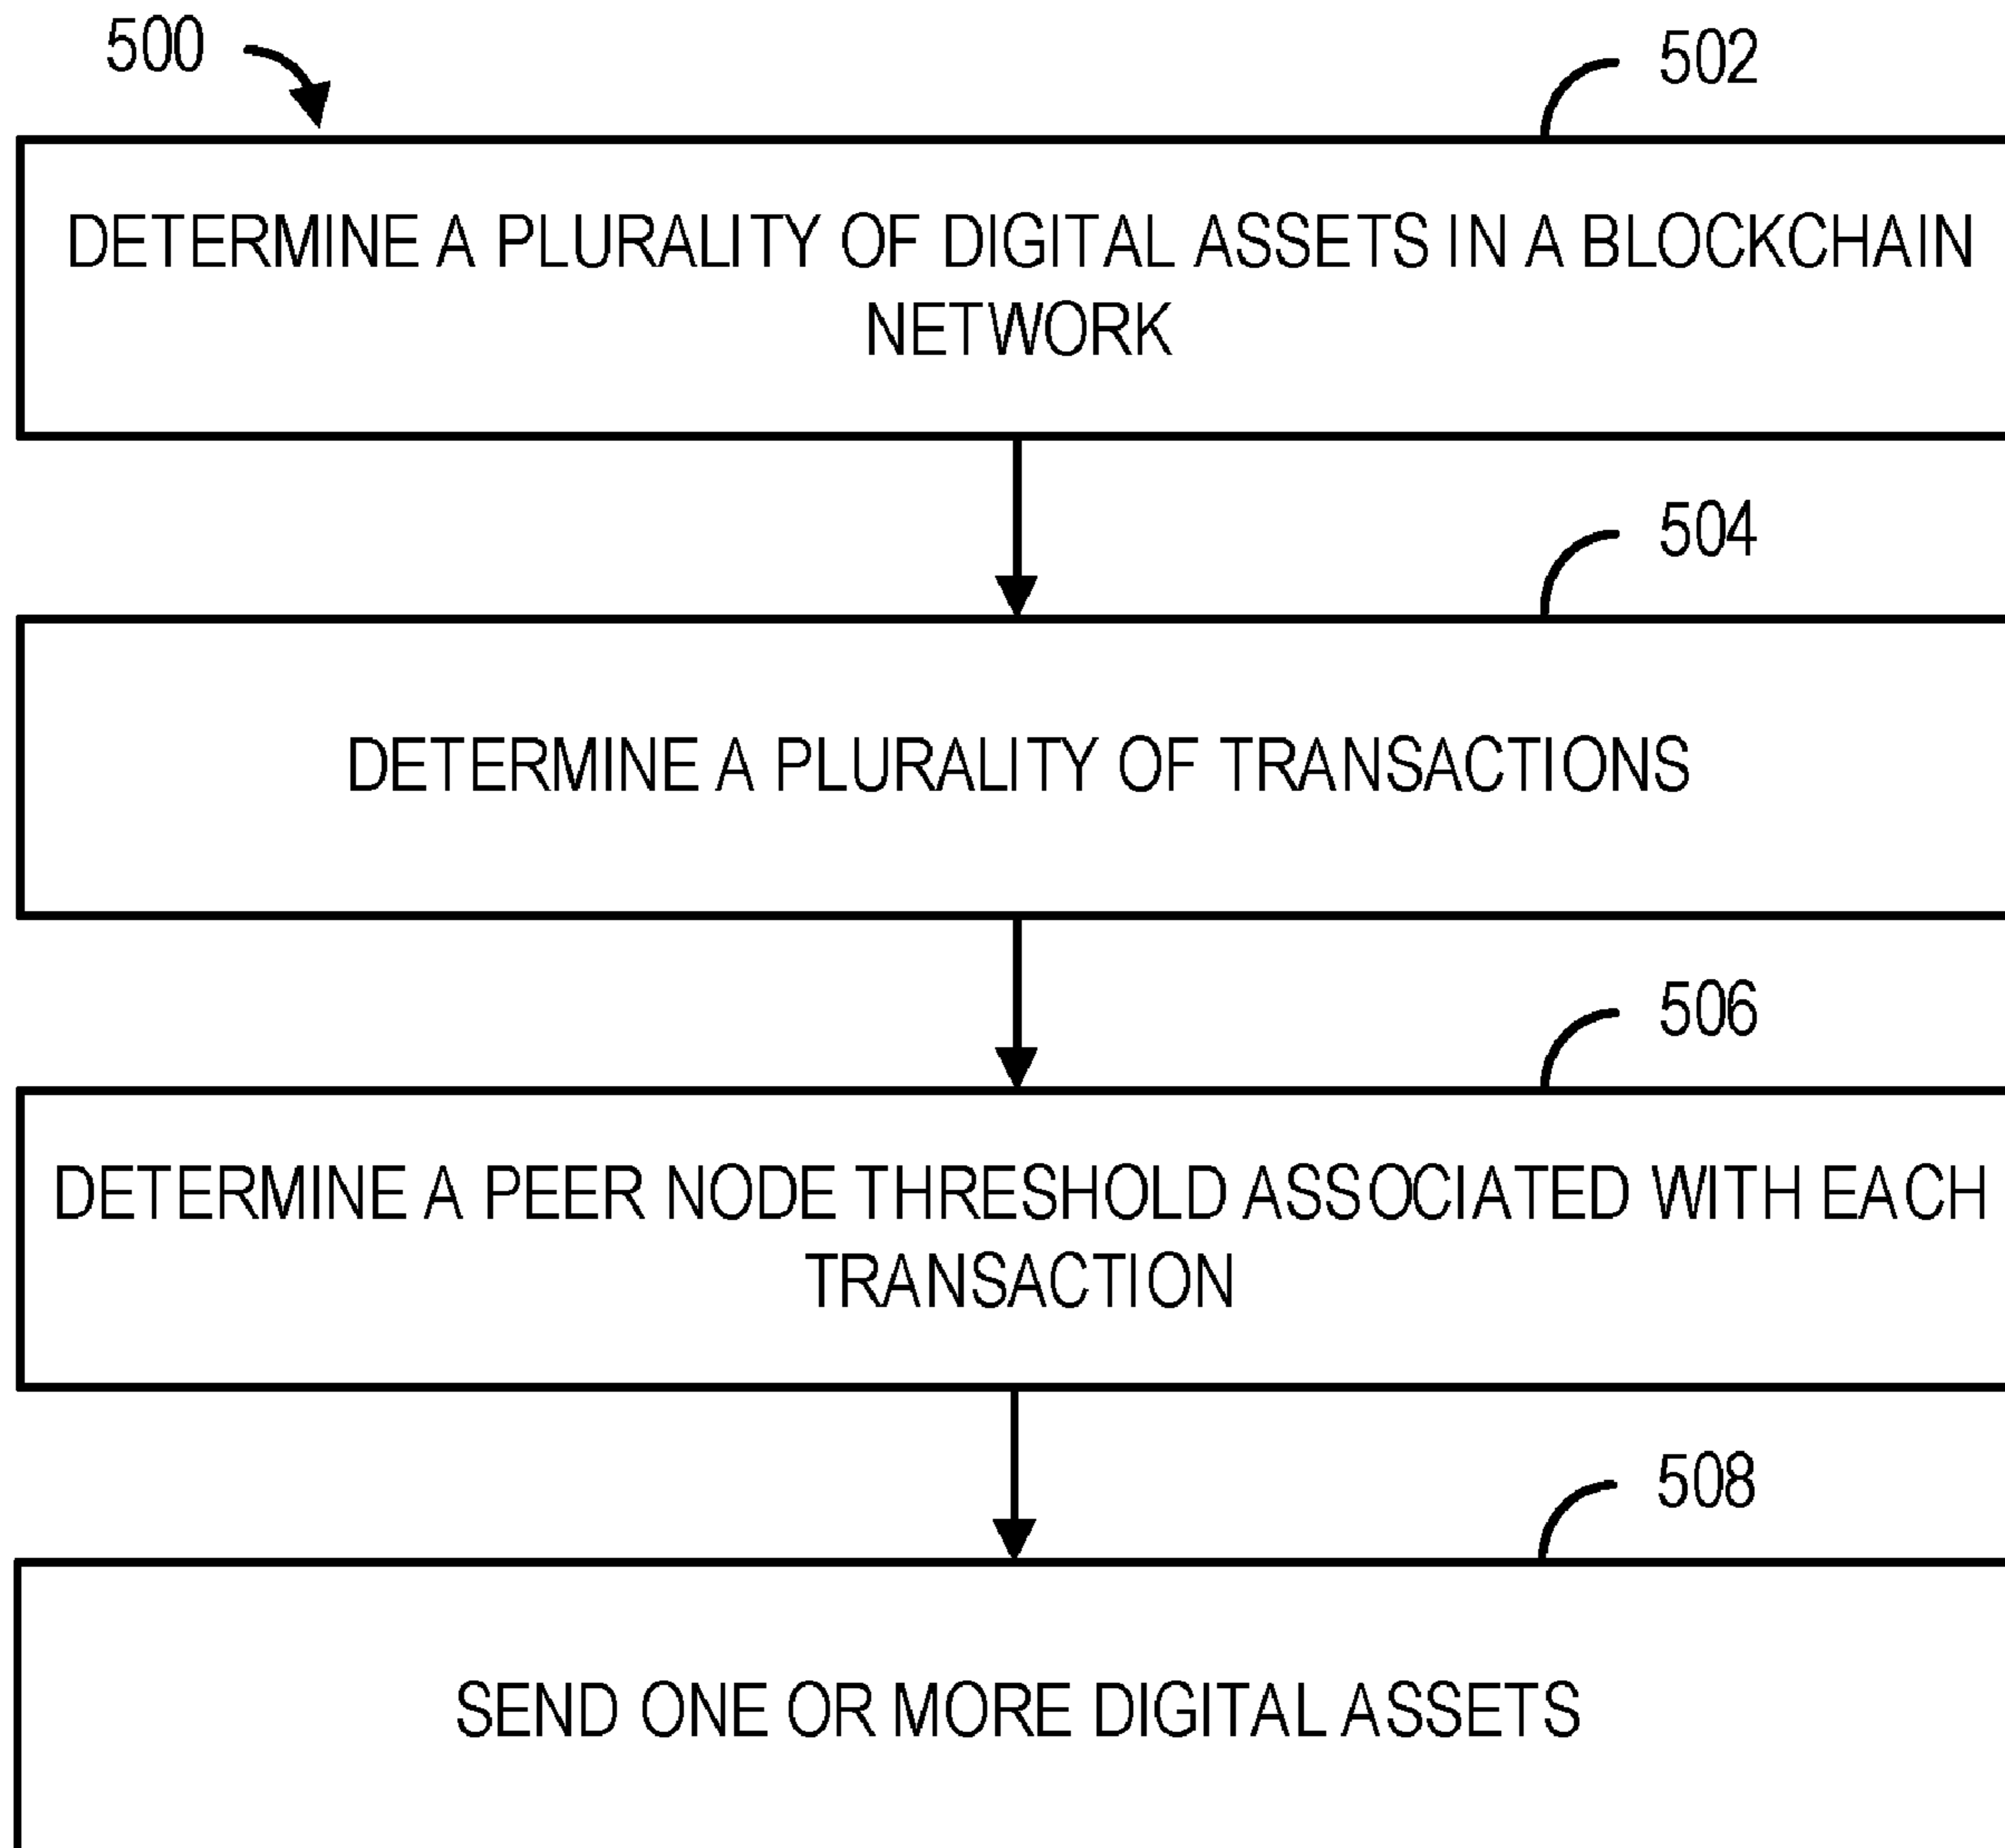 500
502
DETERMINE A PLURALITY OF DIGITAL ASSETS IN A BLOCKCHAIN
NETWORK
504
DETERMINE A PLURALITY OF TRANSACTIONS
506
DETERMINE A PEER NODE THRESHOLD ASSOCIATED WITH EACH
TRANSACTION
508
SEND ONE OR MORE DIGITAL ASSETS